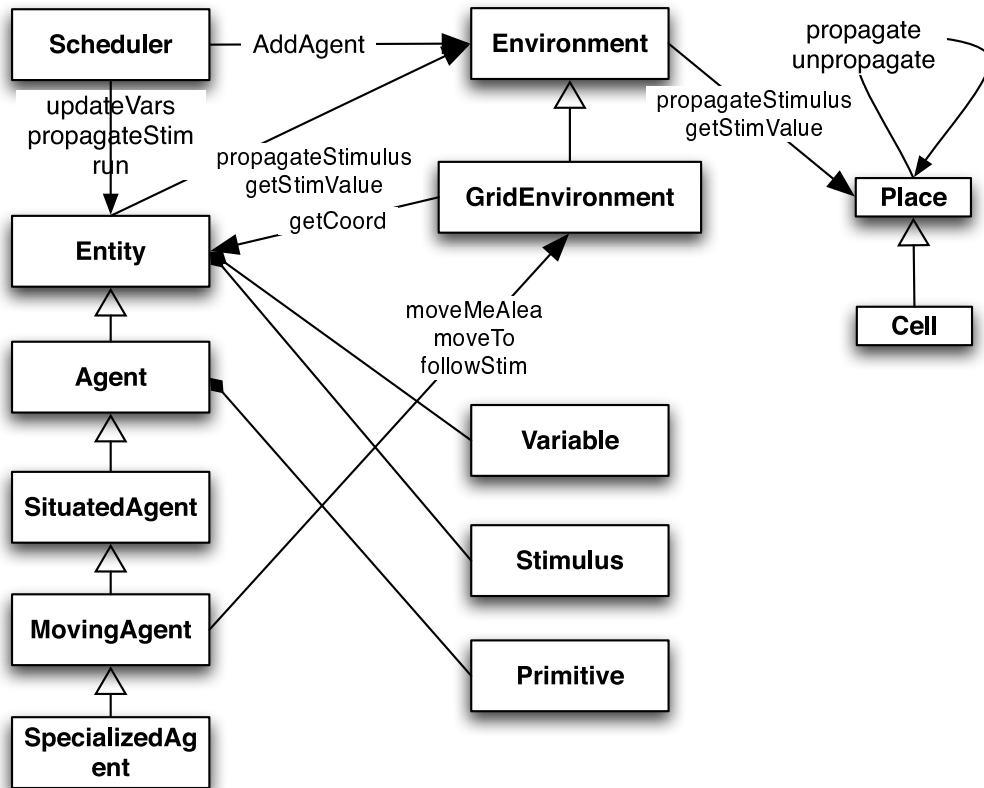 Scheduler
AddAgent
Environment
propagate
unpropagate
updateVars
propagateStim
run
propagateStimulus
getStimValue
propagateStimulus
getStimValue
Place
GridEnvironment
getCoord
Entity
moveMeAlea
moveTo
followStim
Cell
Agent
Variable
SituatedAgent
Stimulus
MovingAgent
Primitive
SpecializedAg
ent